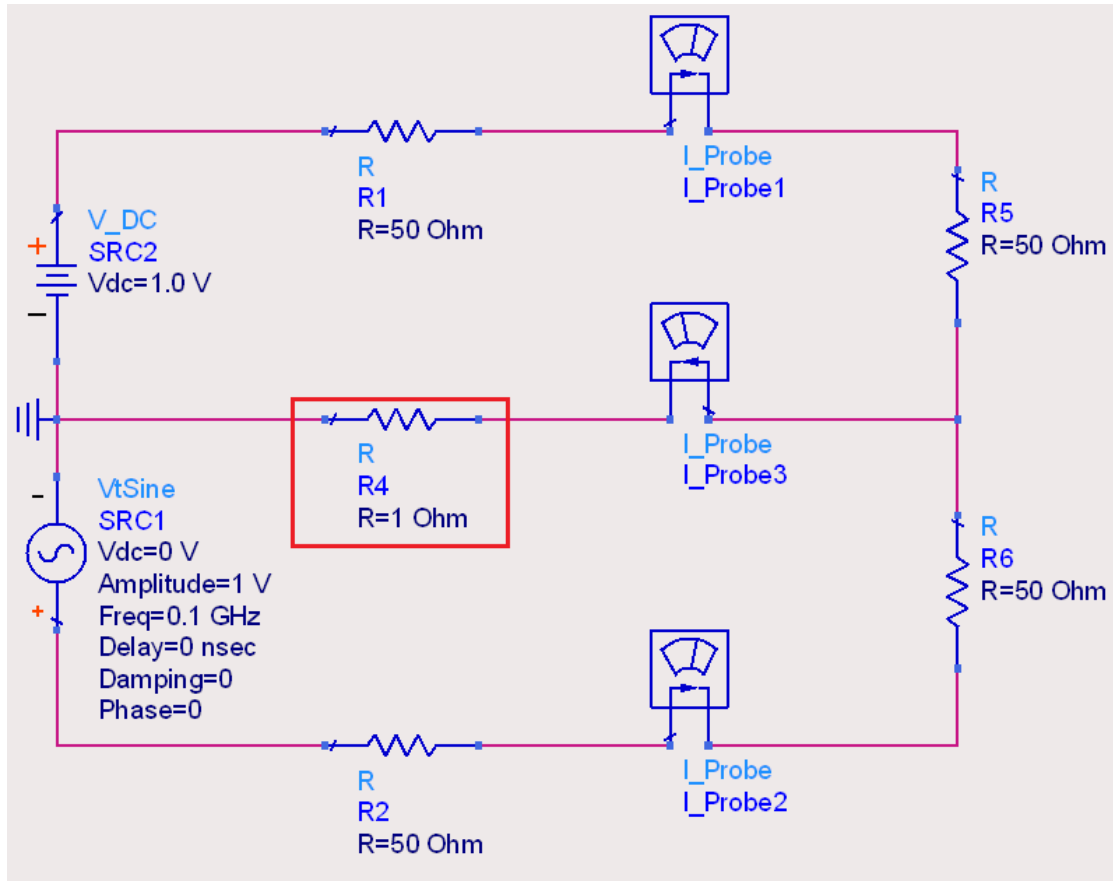 I_Probe
I_Probe1
R
R1
R=50 Ohm
R
R5
R=50 Ohm
V_DC
SRC2
Vdc=1.0 V
+
−
I_Probe
I_Probe3
R
R4
R=1 Ohm
-
VtSine
SRC1
Vdc=0 V
Amplitude=1 V
Freq=0.1 GHz
Delay=0 nsec
Damping=0
Phase=0
+
R
R6
R=50 Ohm
I_Probe
I_Probe2
R
R2
R=50 Ohm